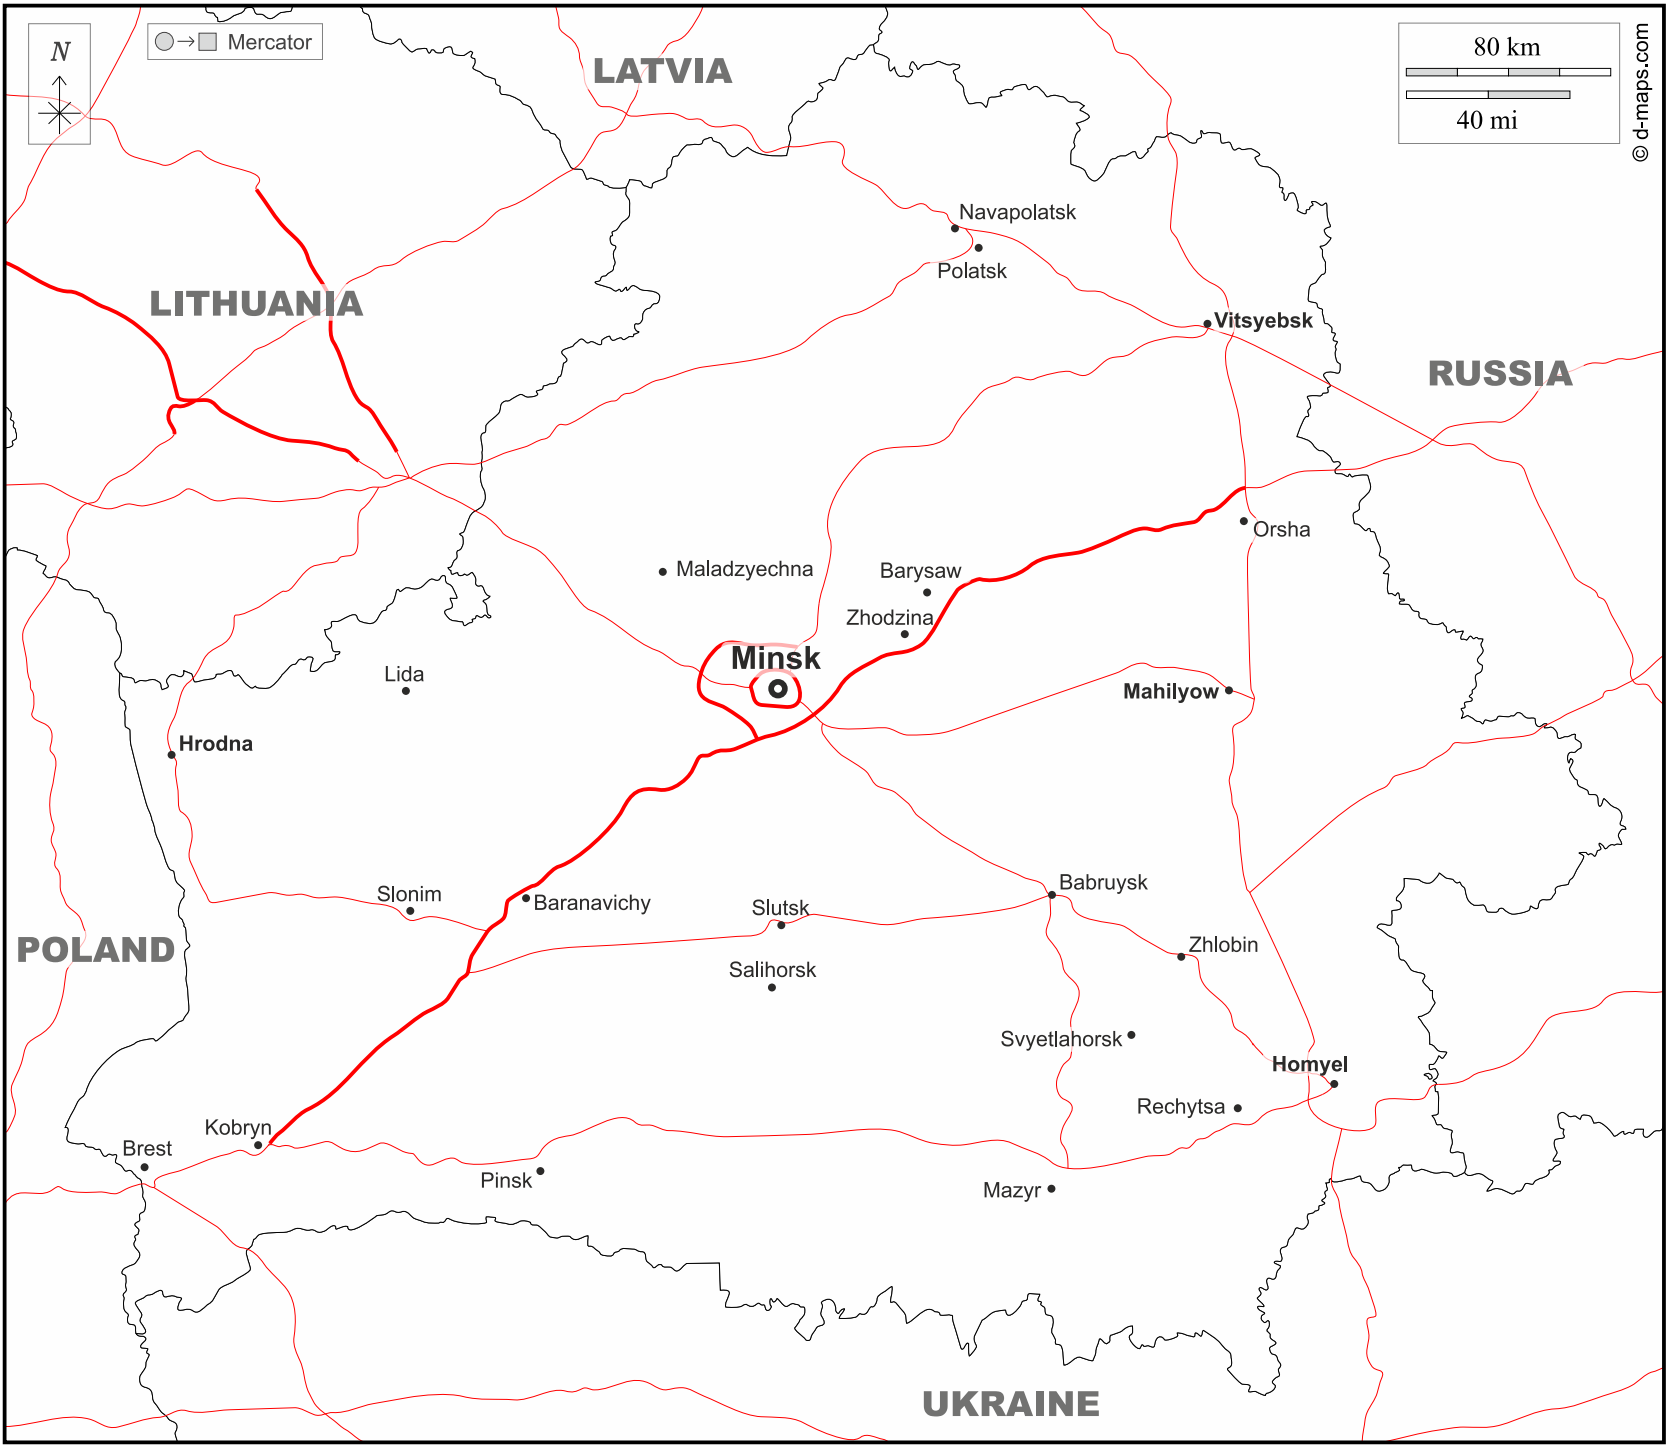 N
Mercator
LATVIA
80 km
40 mi
© d-maps.com
Navapolatsk
Polatsk
LITHUANIA
Vitsyebsk
RUSSIA
Orsha
Maladzyechna
Barysaw
Zhodzina
Minsk
Lida
Mahilyow
Hrodna
Slonim
Baranavichy
Babruysk
Slutsk
POLAND
Zhlobin
Salihorsk
Svyetlahorsk
Homyel
Rechytsa
Kobryn
Brest
Pinsk
Mazyr
UKRAINE